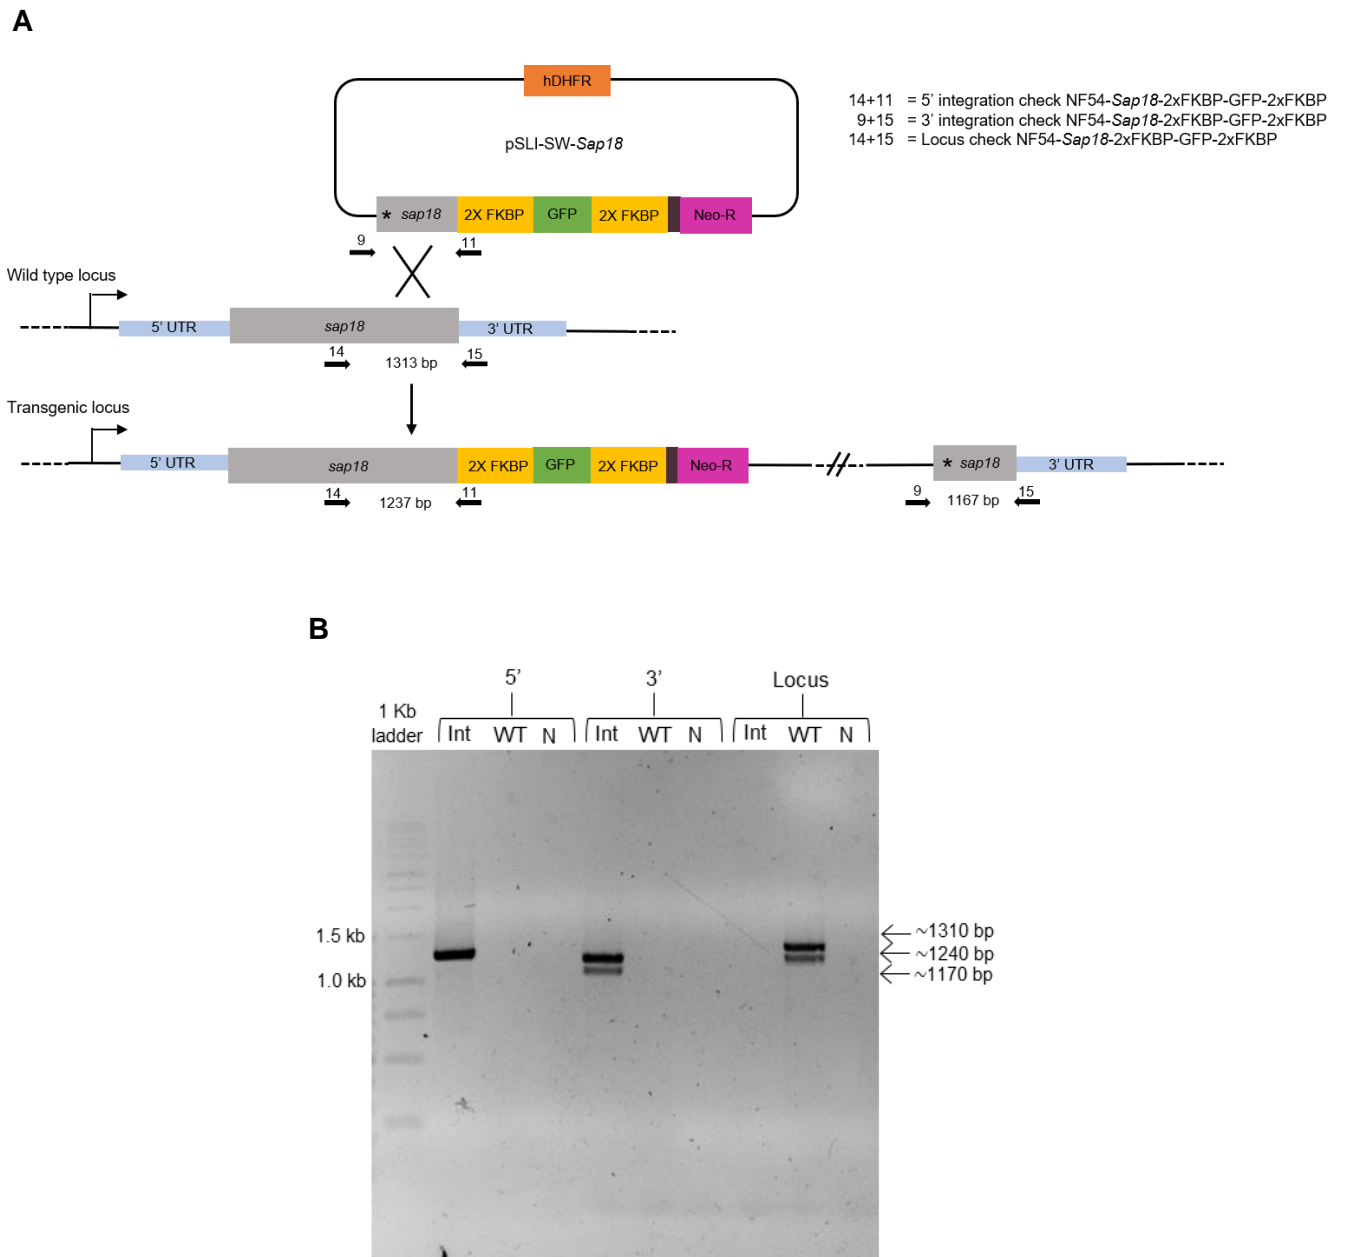 A
hDHFR
pSLI-SW-Sap18
14+11 = 5’ integration check NF54-Sap18-2xFKBP-GFP-2xFKBP
9+15 = 3’ integration check NF54-Sap18-2xFKBP-GFP-2xFKBP
14+15 = Locus check NF54-Sap18-2xFKBP-GFP-2xFKBP
* sap18 2X FKBP GFP 2X FKBP Neo-R
9 11
Wild type locus
5’ UTR sap18 3’ UTR
14 1313 bp 15
Transgenic locus
5’ UTR sap18 2X FKBP GFP 2X FKBP Neo-R * sap18 3’ UTR
14 1237 bp 11 9 1167 bp 15
B
5’ 3’ Locus
1 Kb
ladder Int WT N Int WT N Int WT N
1.5 kb
1.0 kb
~1310 bp
~1240 bp
~1170 bp